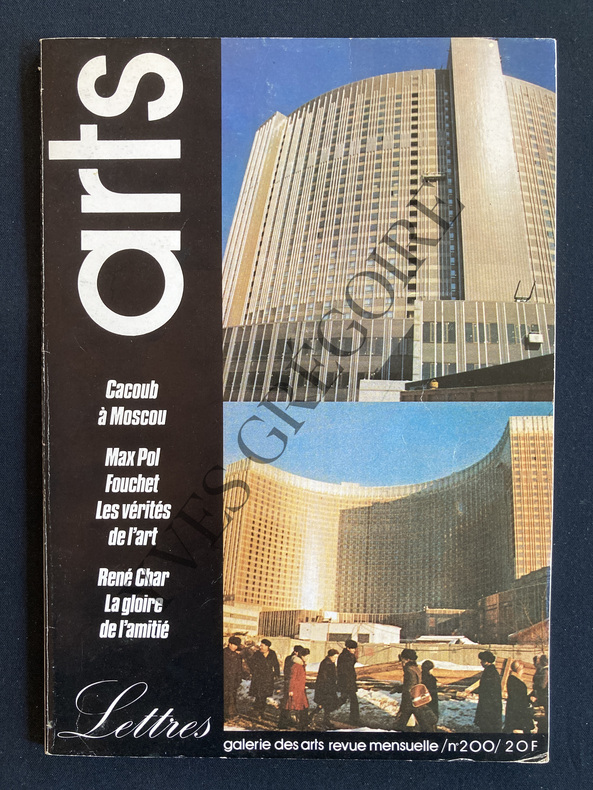 arts
Cacoub
à Moscou
Max Pol
Fouchet
Les vérités
de l'art
René Char
La gloire
de l'amitié
Lettres
galerie des arts revue mensuelle/n°200/20F
YVES GRÉGOIRE